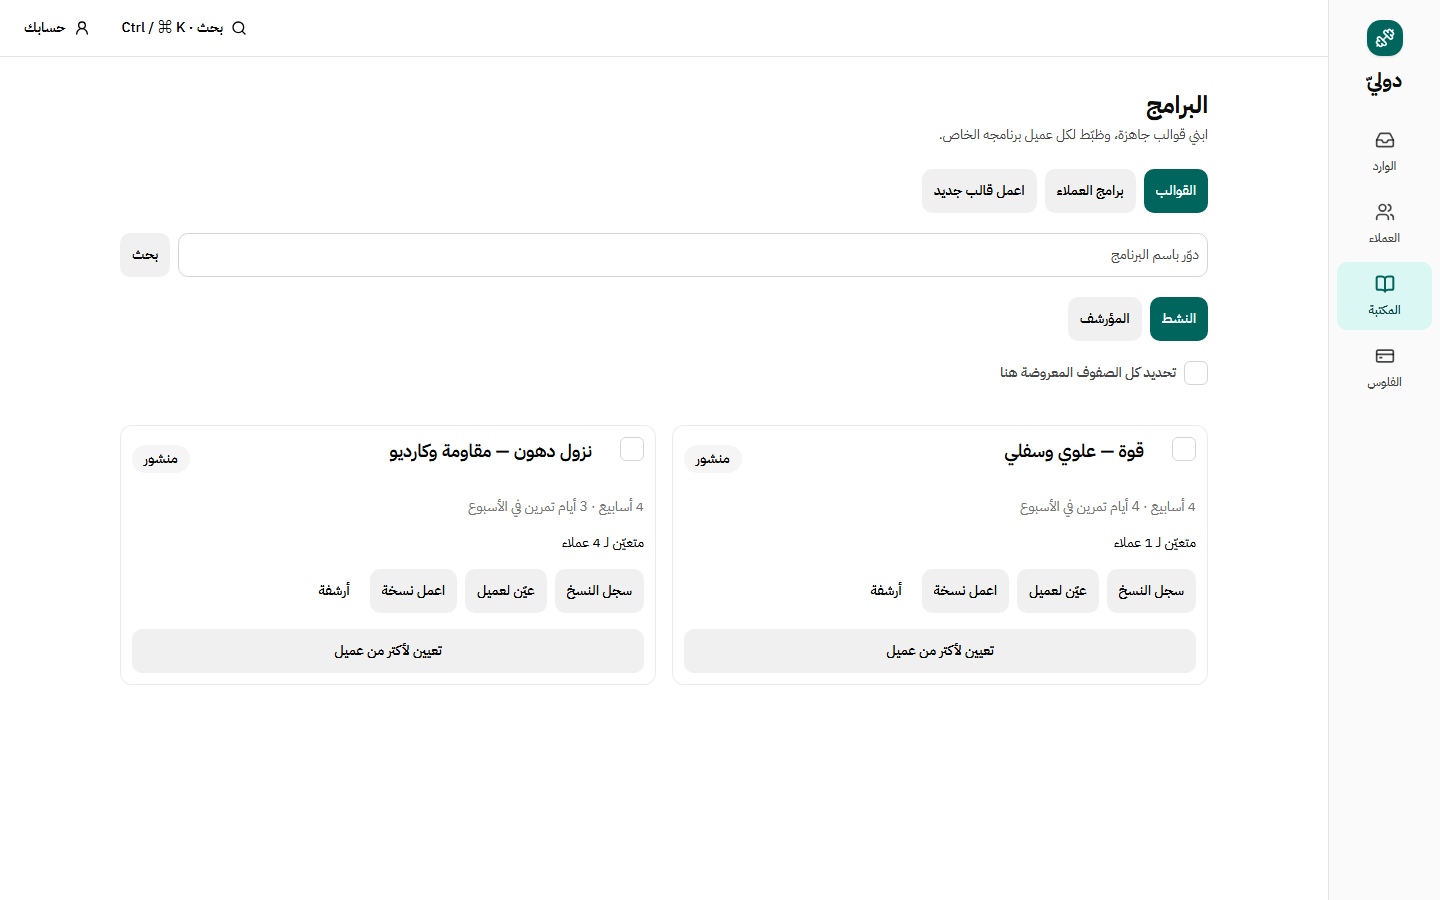 دوليّ
الوارد
العملاء
المكتبة
الفلوس
بحث · Ctrl / ⌘ K
حسابك
البرامج
ابني قوالب جاهزة، وظبّط لكل عميل برنامجه الخاص.
القوالب
برامج العملاء
اعمل قالب جديد
دوّر باسم البرنامج
بحث
النشط
المؤرشف
تحديد كل الصفوف المعروضة هنا
قوة — علوي وسفلي
منشور
4 أسابيع · 4 أيام تمرين في الأسبوع
متعيّن لـ 1 عملاء
سجل النسخ
عيّن لعميل
اعمل نسخة
أرشفة
تعيين لأكتر من عميل
نزول دهون — مقاومة وكارديو
منشور
4 أسابيع · 3 أيام تمرين في الأسبوع
متعيّن لـ 4 عملاء
سجل النسخ
عيّن لعميل
اعمل نسخة
أرشفة
تعيين لأكتر من عميل